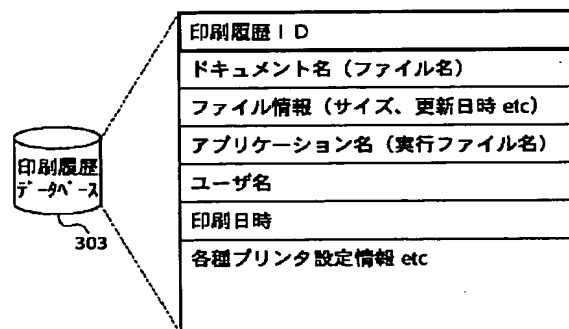 印刷履歴ID
ドキュメント名（ファイル名）
ファイル情報（サイズ、更新日時 etc）
アプリケーション名（実行ファイル名）
ユーザ名
印刷日時
各種プリンタ設定情報 etc
印刷履歴
ﾃﾞｰﾀﾍﾞｰｽ
303